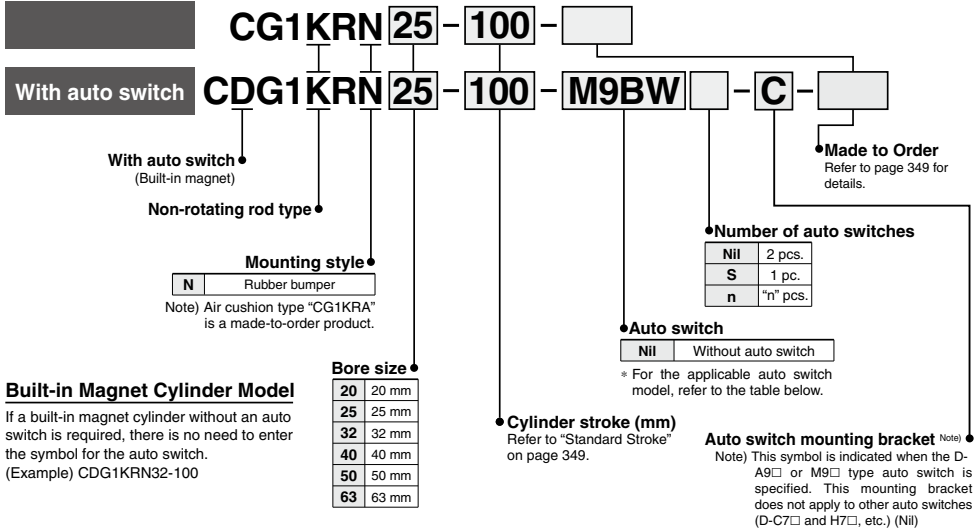 CG1KRN 25 - 100 -
With auto switch CDG1KRN 25 - 100 - M9BW - C -
With auto switch
(Built-in magnet)
Non-rotating rod type
Mounting style
N Rubber bumper
Note) Air cushion type “CG1KRA”
is a made-to-order product.
Bore size
20 20 mm
25 25 mm
32 32 mm
40 40 mm
50 50 mm
63 63 mm
Built-in Magnet Cylinder Model
If a built-in magnet cylinder without an auto
switch is required, there is no need to enter
the symbol for the auto switch.
(Example) CDG1KRN32-100
Cylinder stroke (mm)
Refer to “Standard Stroke”
on page 349.
Made to Order
Refer to page 349 for
details.
Number of auto switches
Nil 2 pcs.
S 1 pc.
n “n” pcs.
Auto switch
Nil Without auto switch
∗ For the applicable auto switch
model, refer to the table below.
Auto switch mounting bracket Note)
Note) This symbol is indicated when the D-
A9□ or M9□ type auto switch is
specified. This mounting bracket
does not apply to other auto switches
(D-C7□ and H7□, etc.) (Nil)